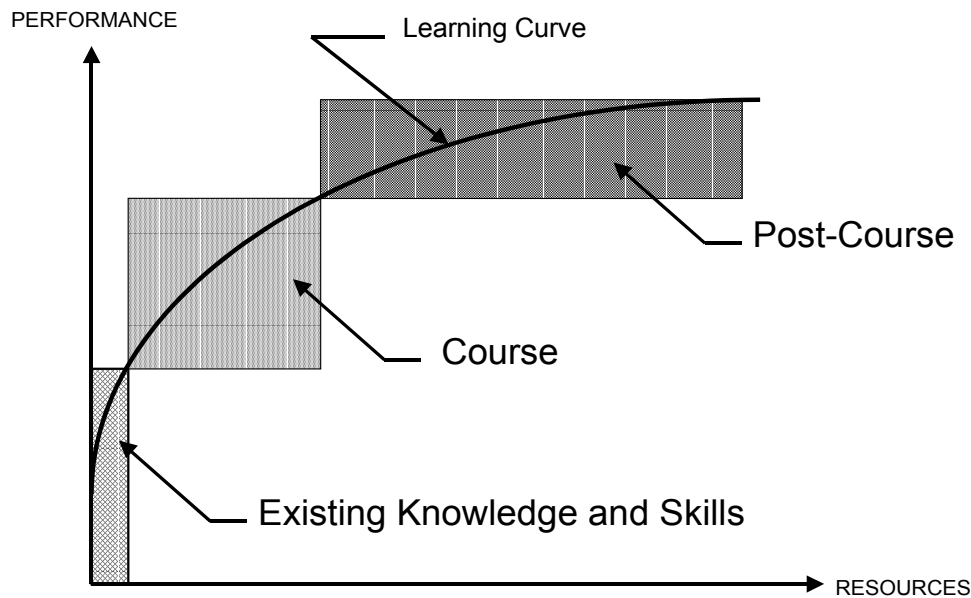 PERFORMANCE
Learning Curve
Post-Course
Course
Existing Knowledge and Skills
RESOURCES